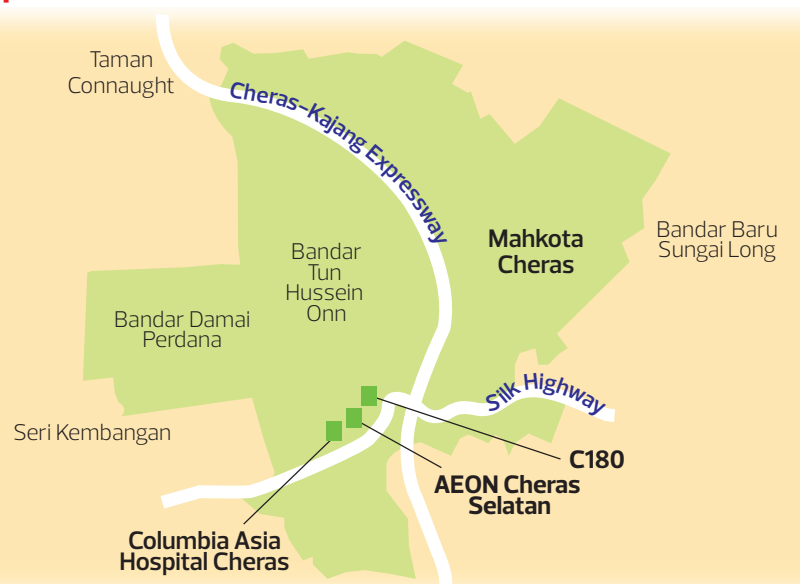 Taman
Connaught
Cheras–Kajang Expressway
Mahkota
Cheras
Bandar Baru
Sungai Long
Bandar
Tun
Hussein
Onn
Bandar Damai
Perdana
Silk Highway
Seri Kembangan
C180
AEON Cheras
Selatan
Columbia Asia
Hospital Cheras